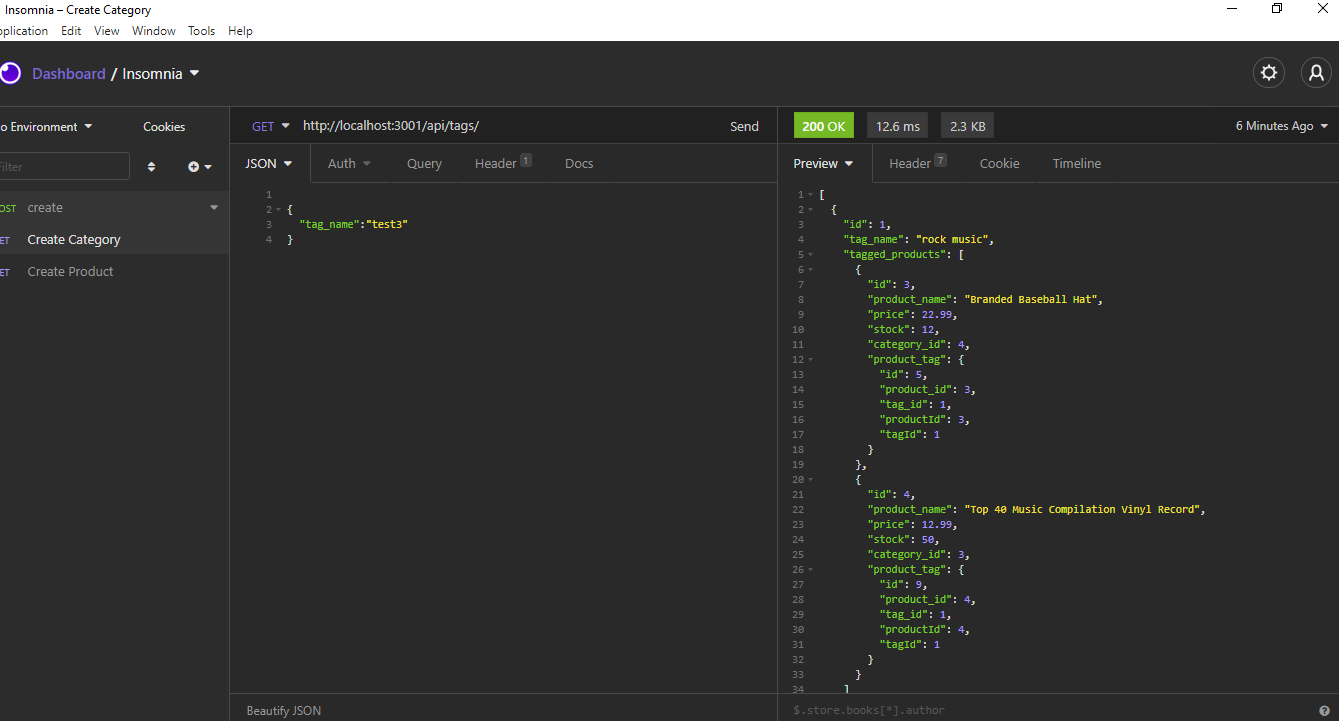 Insomnia – Create Category
pplication Edit View Window Tools Help
Dashboard / Insomnia
o Environment Cookies
GET http://localhost:3001/api/tags/ Send
200 OK 12.6 ms 2.3 KB 6 Minutes Ago
Filter
JSON Auth Query Header 1 Docs
Preview Header 7 Cookie Timeline
OST create
ET Create Category
ET Create Product
1
2 {
3 "tag_name":"test3"
4 }
1 [
2 {
3 "id": 1,
4 "tag_name": "rock music",
5 "tagged_products": [
6 {
7 "id": 3,
8 "product_name": "Branded Baseball Hat",
9 "price": 22.99,
10 "stock": 12,
11 "category_id": 4,
12 "product_tag": {
13 "id": 5,
14 "product_id": 3,
15 "tag_id": 1,
16 "productId": 3,
17 "tagId": 1
18 }
19 },
20 {
21 "id": 4,
22 "product_name": "Top 40 Music Compilation Vinyl Record",
23 "price": 12.99,
24 "stock": 50,
25 "category_id": 3,
26 "product_tag": {
27 "id": 9,
28 "product_id": 4,
29 "tag_id": 1,
30 "productId": 4,
31 "tagId": 1
32 }
33 }
34 ]
Beautify JSON
$.store.books[*].author